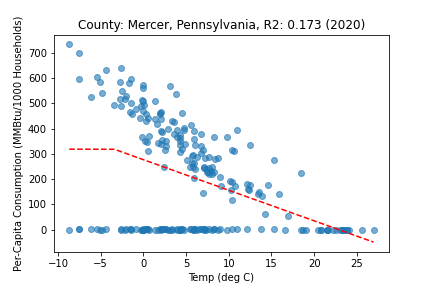 County: Mercer, Pennsylvania, R2: 0.173 (2020)
Per-Capita Consumption (MMBtu/1000 Households)
700
600
500
400
300
200
100
0
−10 −5 0 5 10 15 20 25
Temp (deg C)